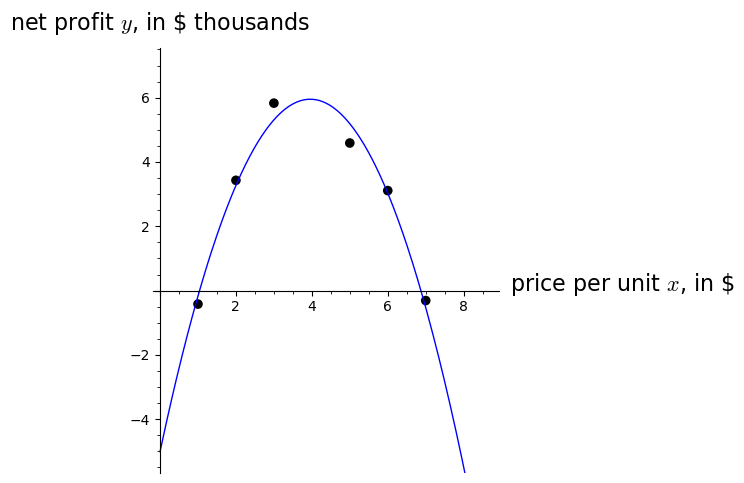 net profit y, in $ thousands
6
4
2
price per unit x, in $
2 4 6 8
−2
−4